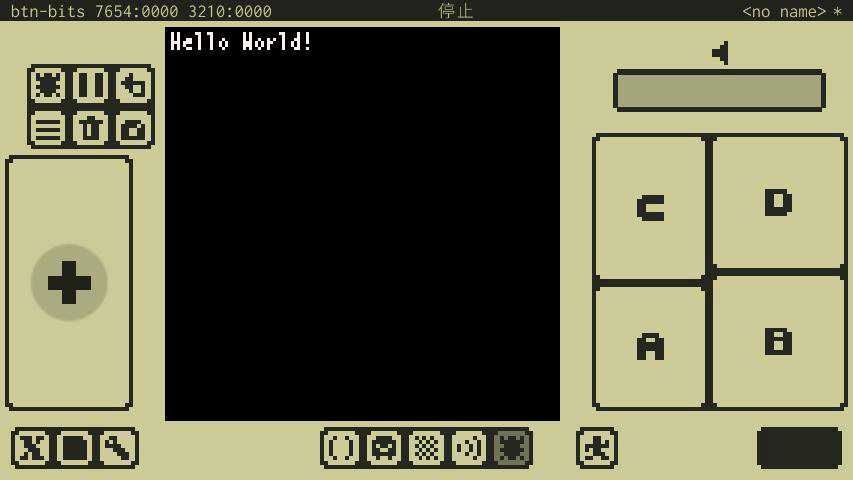 btn-bits 7654:0000 3210:0000 停止 <no name> *
Hello World!
C D
A B
X